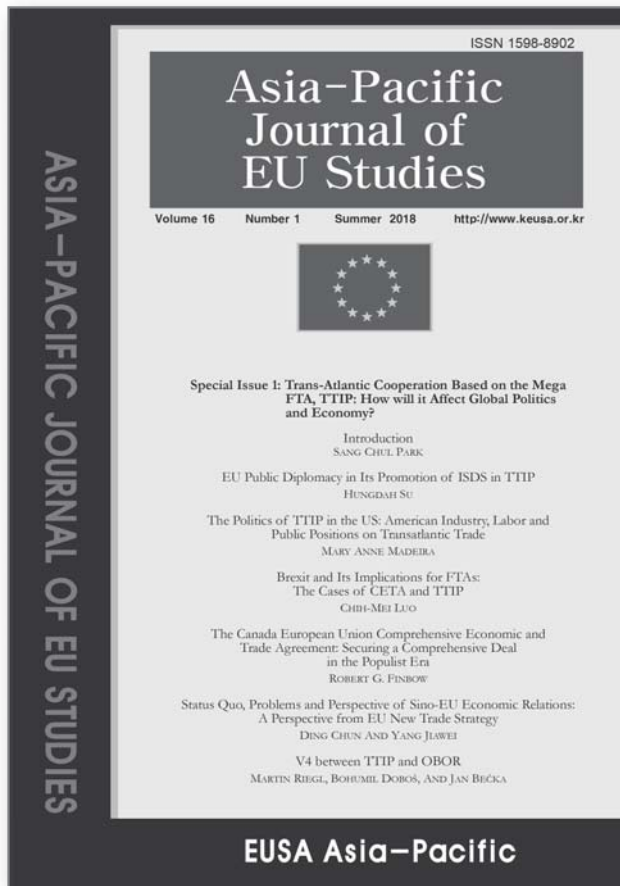 ISSN 1598-8902
Asia-Pacific
Journal of
EU Studies
Volume 16 Number 1 Summer 2018 http://www.keusa.or.kr
ASIA-PACIFIC JOURNAL OF EU STUDIES
Special Issue 1: Trans-Atlantic Cooperation Based on the Mega
FTA, TTIP: How will it Affect Global Politics
and Economy?
Introduction
SANG CHUL PARK
EU Public Diplomacy in Its Promotion of ISDS in TTIP
HUNGDAH SU
The Politics of TTIP in the US: American Industry, Labor and
Public Positions on Transatlantic Trade
MARY ANNE MADEIRA
Brexit and Its Implications for FTAs:
The Cases of CETA and TTIP
CHIH-MEI LUO
The Canada European Union Comprehensive Economic and
Trade Agreement: Securing a Comprehensive Deal
in the Populist Era
ROBERT G. FINBOW
Status Quo, Problems and Perspective of Sino-EU Economic Relations:
A Perspective from EU New Trade Strategy
DING CHUN AND YANG JIAWEI
V4 between TTIP and OBOR
MARTIN RIEGL, BOHUMIL DOBOŠ, AND JAN BEČKA
EUSA Asia-Pacific